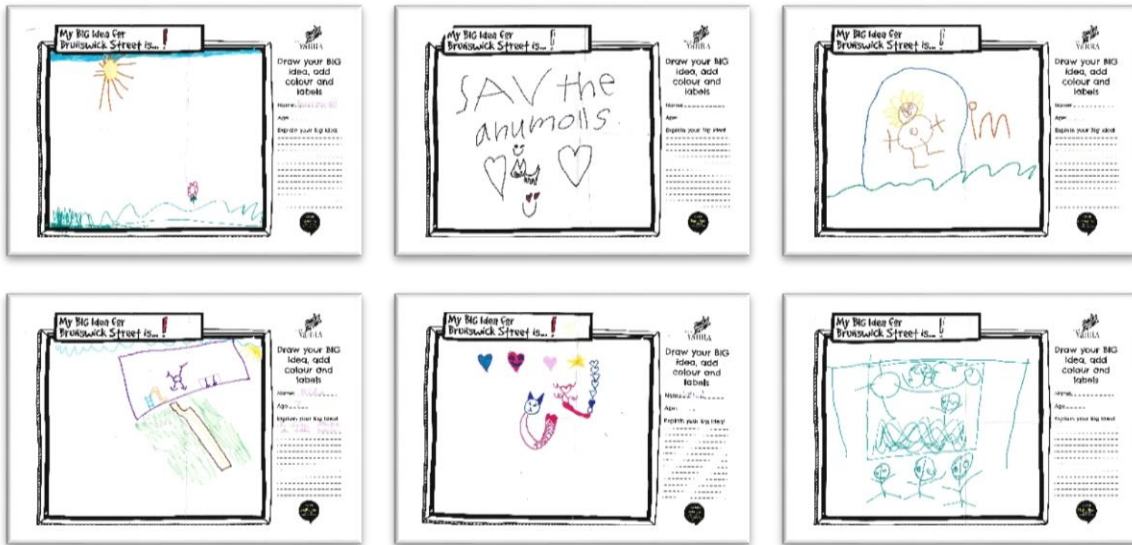 My BIG Idea for
Brunswick Street is...!
YARRA
Draw your BIG
idea, add
colour and
labels
Name:
Age:
Explain your big idea!
My BIG Idea for
Brunswick Street is...!
SAV the
anumolls.
YARRA
Draw your BIG
idea, add
colour and
labels
Name:
Age:
Explain your big idea!
My BIG Idea for
Brunswick Street is...!
im
YARRA
Draw your BIG
idea, add
colour and
labels
Name:
Age:
Explain your big idea!
My BIG Idea for
Brunswick Street is...!
YARRA
Draw your BIG
idea, add
colour and
labels
Name:
Age:
Explain your big idea!
My BIG Idea for
Brunswick Street is...!
YARRA
Draw your BIG
idea, add
colour and
labels
Name:
Age:
Explain your big idea!
My BIG Idea for
Brunswick Street is...!
YARRA
Draw your BIG
idea, add
colour and
labels
Name:
Age:
Explain your big idea!